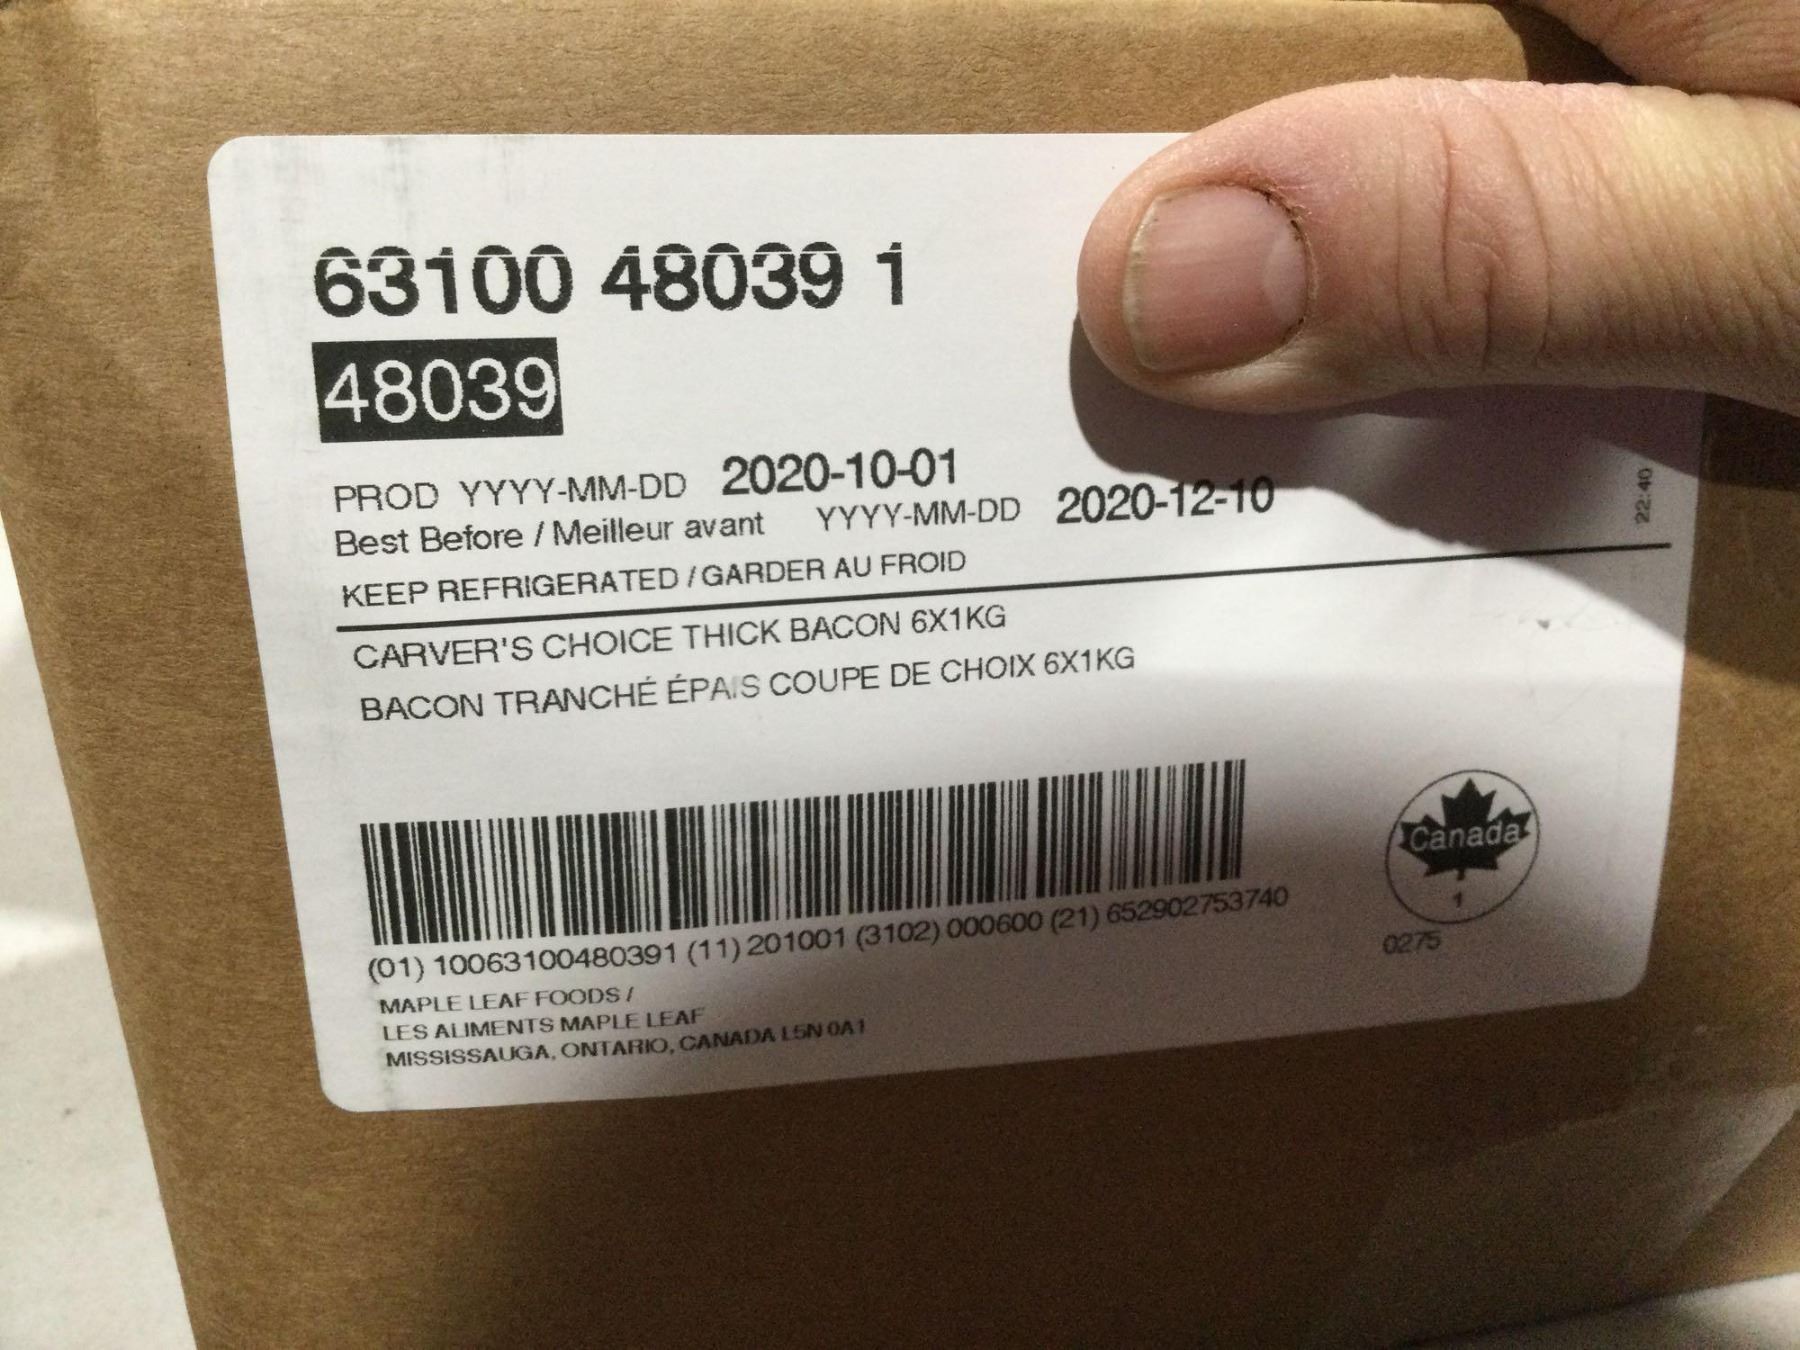 63100 48039 1
48039
PROD YYYY-MM-DD 2020-10-01
Best Before / Meilleur avant YYYY-MM-DD 2020-12-10
22:40
KEEP REFRIGERATED / GARDER AU FROID
CARVER'S CHOICE THICK BACON 6X1KG
BACON TRANCHÉ ÉPAIS COUPE DE CHOIX 6X1KG
(01) 10063100480391 (11) 201001 (3102) 000600 (21) 652902753740
Canada
1
0275
MAPLE LEAF FOODS /
LES ALIMENTS MAPLE LEAF
MISSISSAUGA, ONTARIO, CANADA L5N 0A1